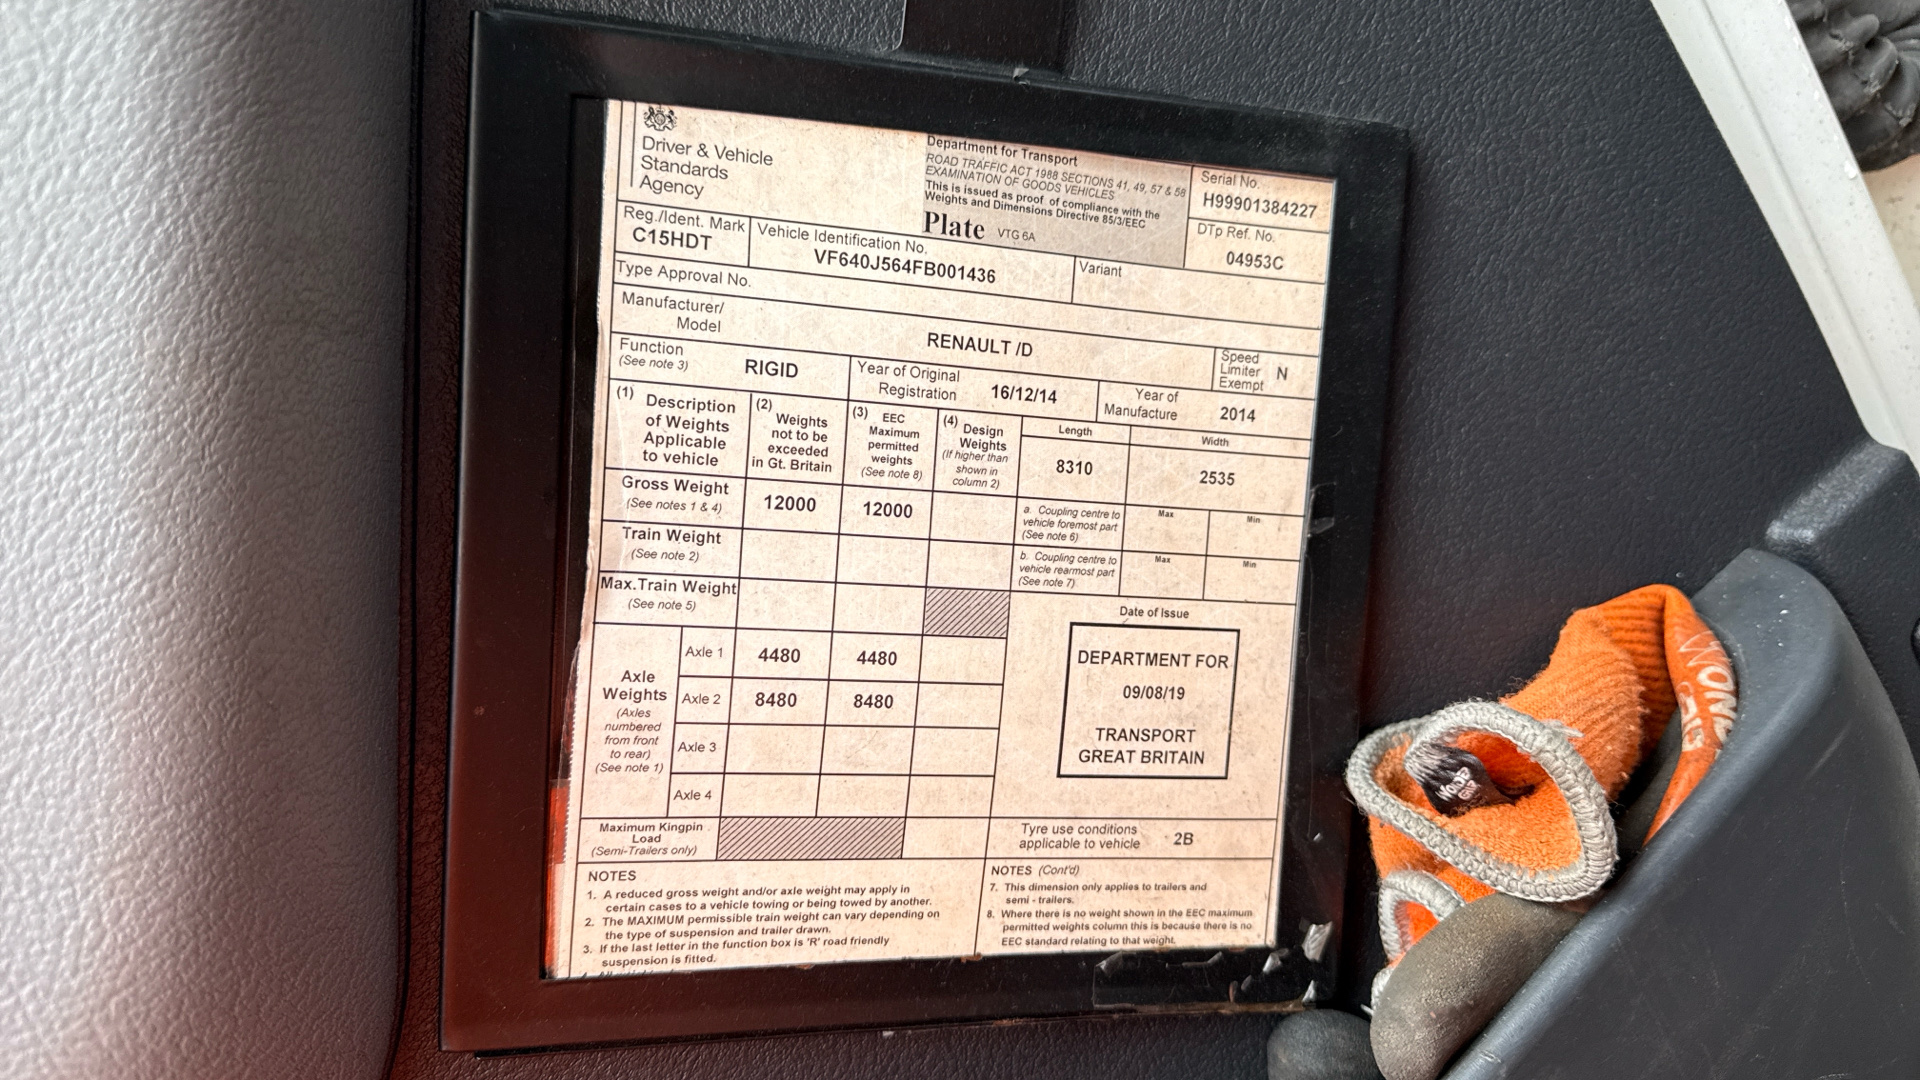 Driver & Vehicle
Standards
Agency
Department for Transport
ROAD TRAFFIC ACT 1988 SECTIONS 41, 49, 57 & 58
EXAMINATION OF GOODS VEHICLES
This is issued as proof of compliance with the
Weights and Dimensions Directive 85/3/EEC
Plate VTG 6A
Serial No.
H99901384227
DTp Ref. No.
04953C
Reg./Ident. Mark
C15HDT
Vehicle Identification No.
VF640J564FB001436
Variant
Type Approval No.
Manufacturer/
Model
RENAULT /D
Speed
Limiter
Exempt
N
Function
(See note 3)
RIGID
Year of Original
Registration
16/12/14
Year of
Manufacture
2014
(1) Description
of Weights
Applicable
to vehicle
(2) Weights
not to be
exceeded
in Gt. Britain
(3) EEC
Maximum
permitted
weights
(See note 8)
(4) Design
Weights
(If higher than
shown in
column 2)
Length
8310
Width
2535
Gross Weight
(See notes 1 & 4)
12000
12000
a. Coupling centre to
vehicle foremost part
(See note 6)
Max
Min
Train Weight
(See note 2)
b. Coupling centre to
vehicle rearmost part
(See note 7)
Max
Min
Max.Train Weight
(See note 5)
Date of Issue
DEPARTMENT FOR
09/08/19
TRANSPORT
GREAT BRITAIN
Axle
Weights
(Axles
numbered
from front
to rear)
(See note 1)
Axle 1
4480
4480
Axle 2
8480
8480
Axle 3
Axle 4
Maximum Kingpin
Load
(Semi-Trailers only)
Tyre use conditions
applicable to vehicle
2B
NOTES
1. A reduced gross weight and/or axle weight may apply in
certain cases to a vehicle towing or being towed by another.
2. The MAXIMUM permissible train weight can vary depending on
the type of suspension and trailer drawn.
3. If the last letter in the function box is 'R' road friendly
suspension is fitted.
NOTES (Cont'd)
7. This dimension only applies to trailers and
semi - trailers.
8. Where there is no weight shown in the EEC maximum
permitted weights column this is because there is no
EEC standard relating to that weight.